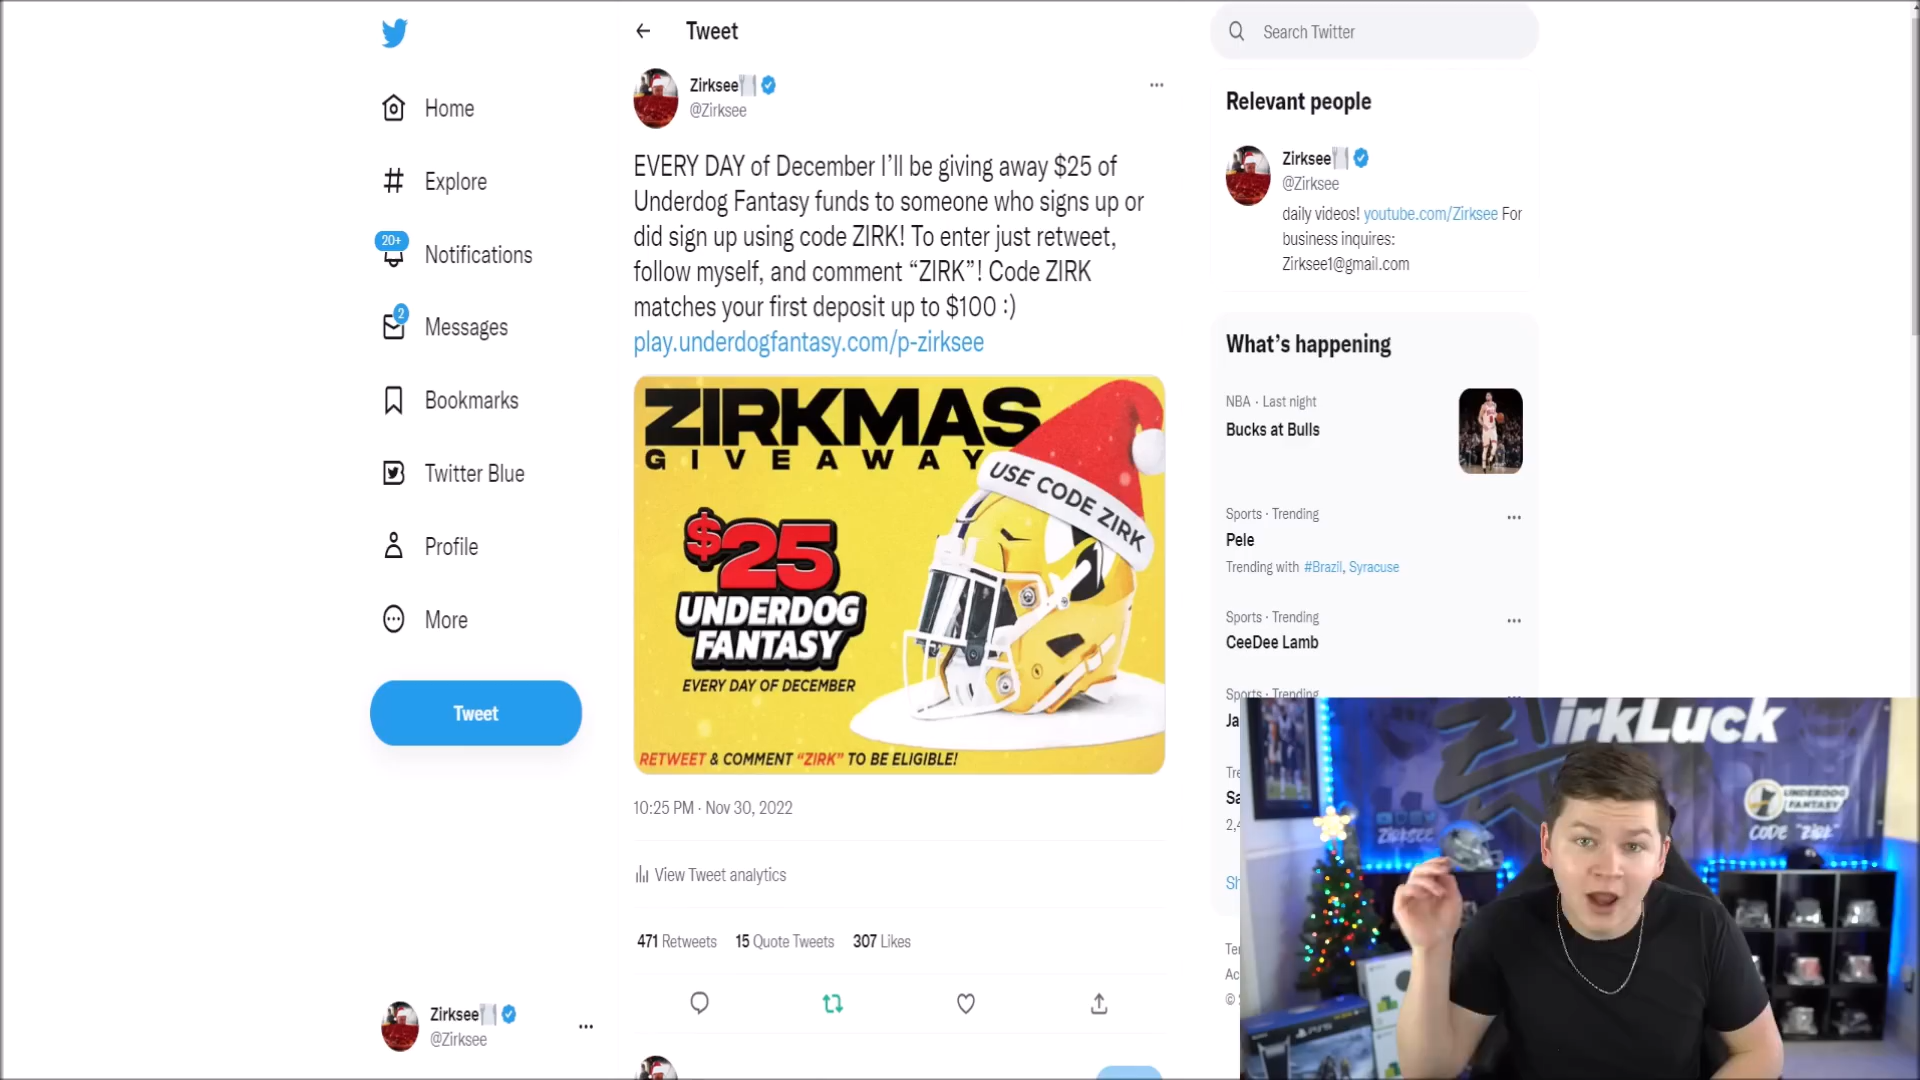 Home
Explore
20+
Notifications
2
Messages
Bookmarks
Twitter Blue
Profile
More
Tweet
Zirksee
@Zirksee
Tweet
Zirksee
@Zirksee
EVERY DAY of December I'll be giving away $25 of
Underdog Fantasy funds to someone who signs up or
did sign up using code ZIRK! To enter just retweet,
follow myself, and comment “ZIRK”! Code ZIRK
matches your first deposit up to $100 :)
play.underdogfantasy.com/p-zirksee
ZIRKMAS
GIVEAWAY
USE CODE ZIRK
$25
UNDERDOG
FANTASY
EVERY DAY OF DECEMBER
RETWEET & COMMENT “ZIRK” TO BE ELIGIBLE!
10:25 PM · Nov 30, 2022
View Tweet analytics
471 Retweets 15 Quote Tweets 307 Likes
Search Twitter
Relevant people
Zirksee
@Zirksee
daily videos! youtube.com/Zirksee For
business inquires:
Zirksee1@gmail.com
What's happening
NBA · Last night
Bucks at Bulls
Sports · Trending
Pele
Trending with #Brazil, Syracuse
Sports · Trending
CeeDee Lamb
Sports · Trending
irkLuck
ZIRKSEE
UNDERDOG
FANTASY
CODE "ZIRK"
PS5